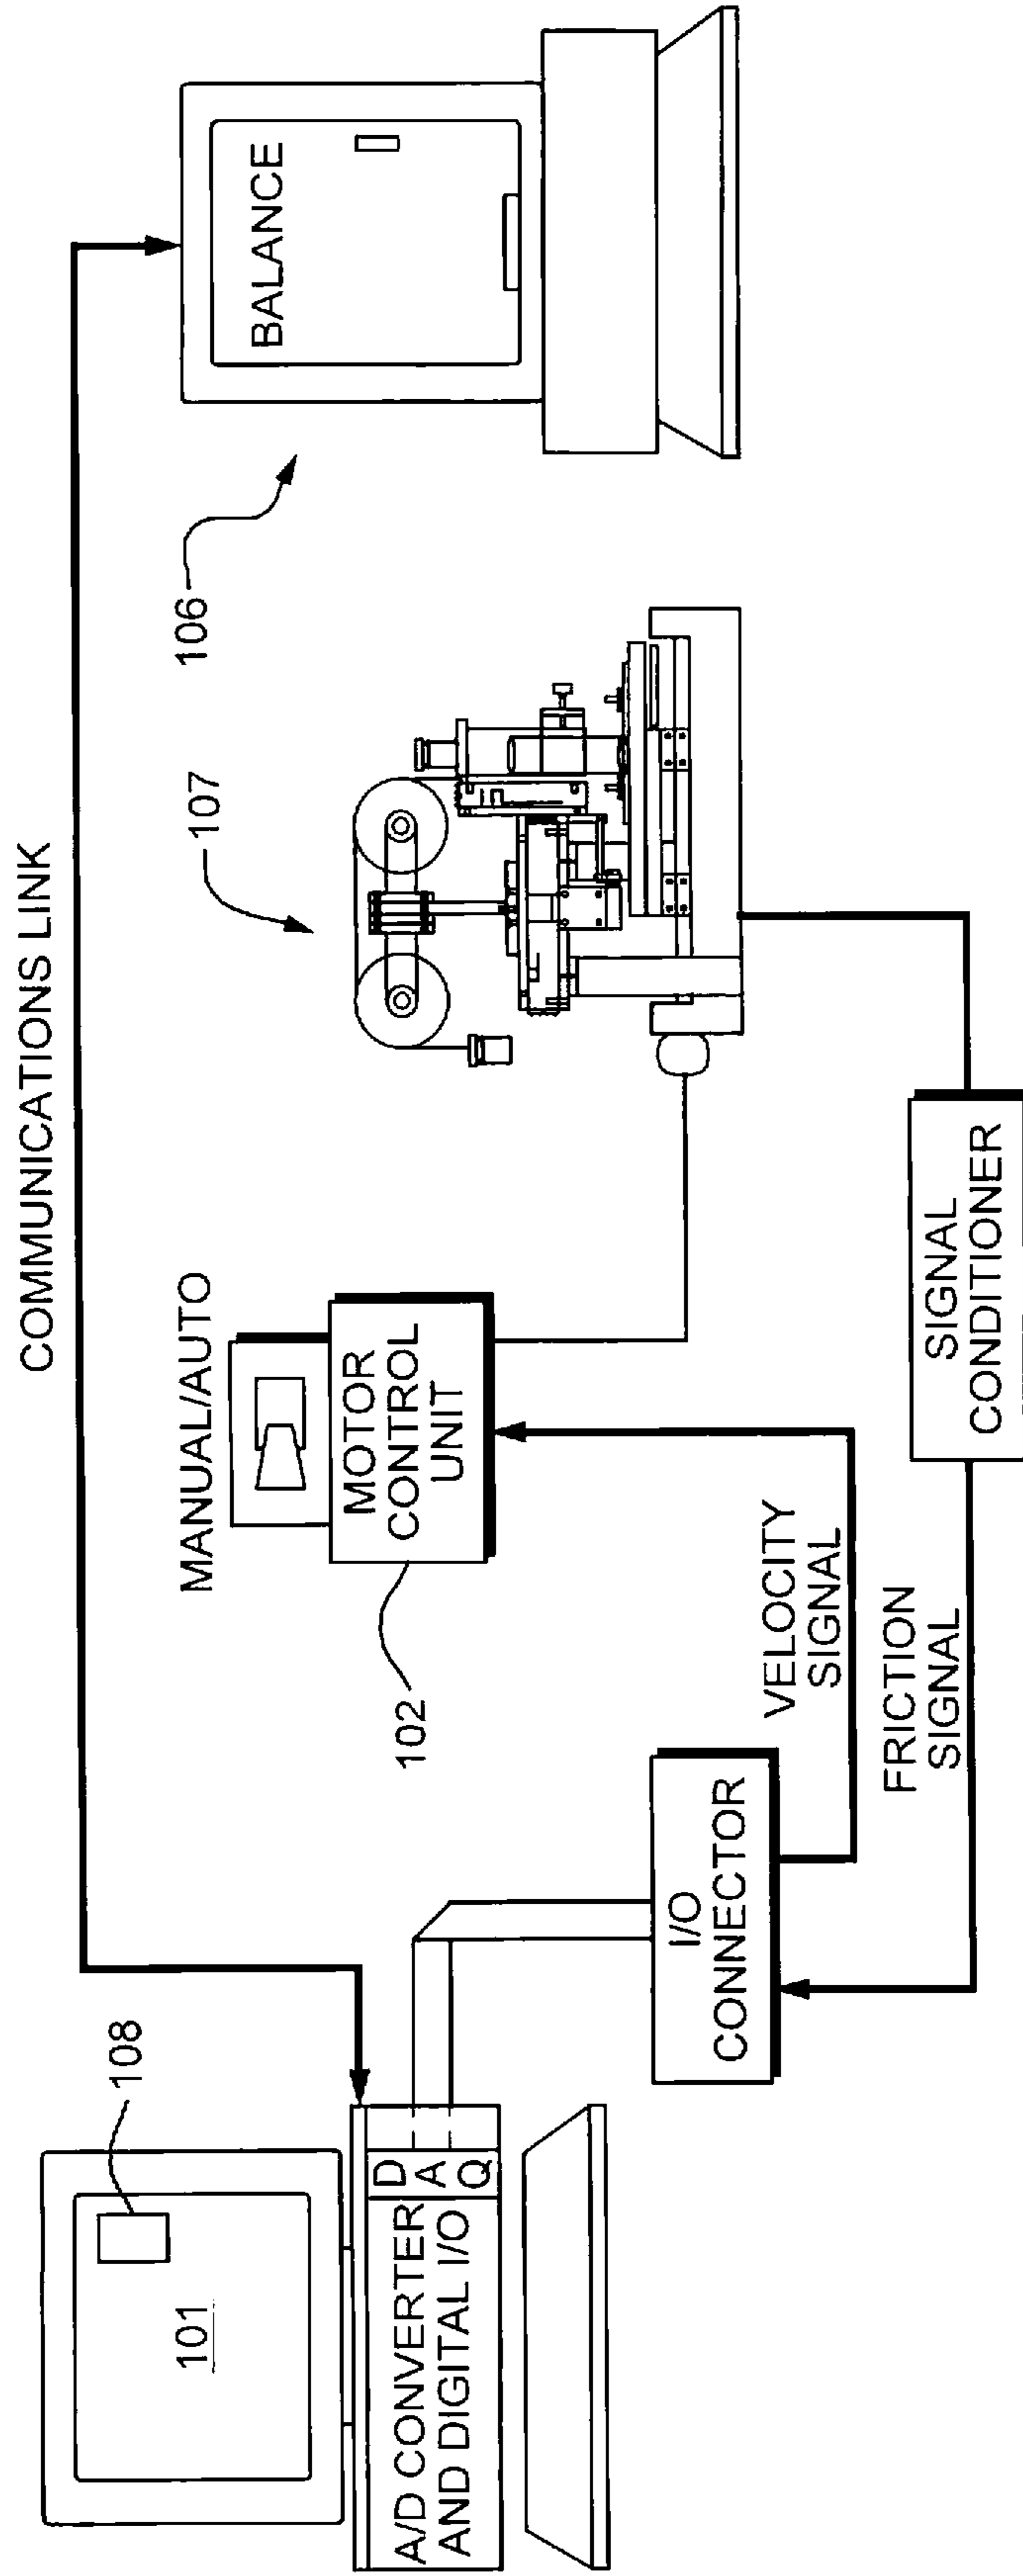 COMMUNICATIONS LINK
108
101
A/D CONVERTER
AND DIGITAL I/O
D
A
Q
MANUAL/AUTO
MOTOR
CONTROL
UNIT
102
107
106
BALANCE
I/O
CONNECTOR
VELOCITY
SIGNAL
FRICTION
SIGNAL
SIGNAL
CONDITIONER